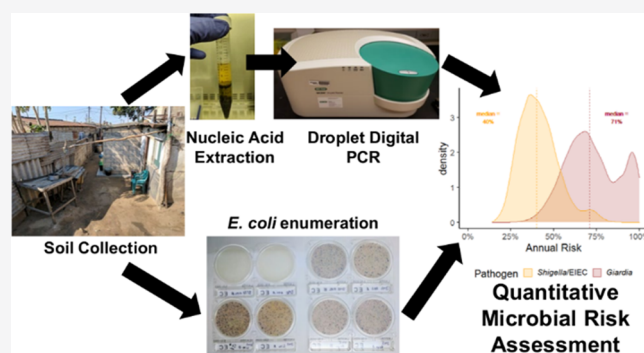 Nucleic Acid
Extraction
Droplet Digital
PCR
Soil Collection
E. coli enumeration
median =
40%
median =
71%
density
3
2
1
0
0%
25%
50%
75%
100%
Annual Risk
Pathogen
Shigella/EIEC
Giardia
Quantitative
Microbial Risk
Assessment